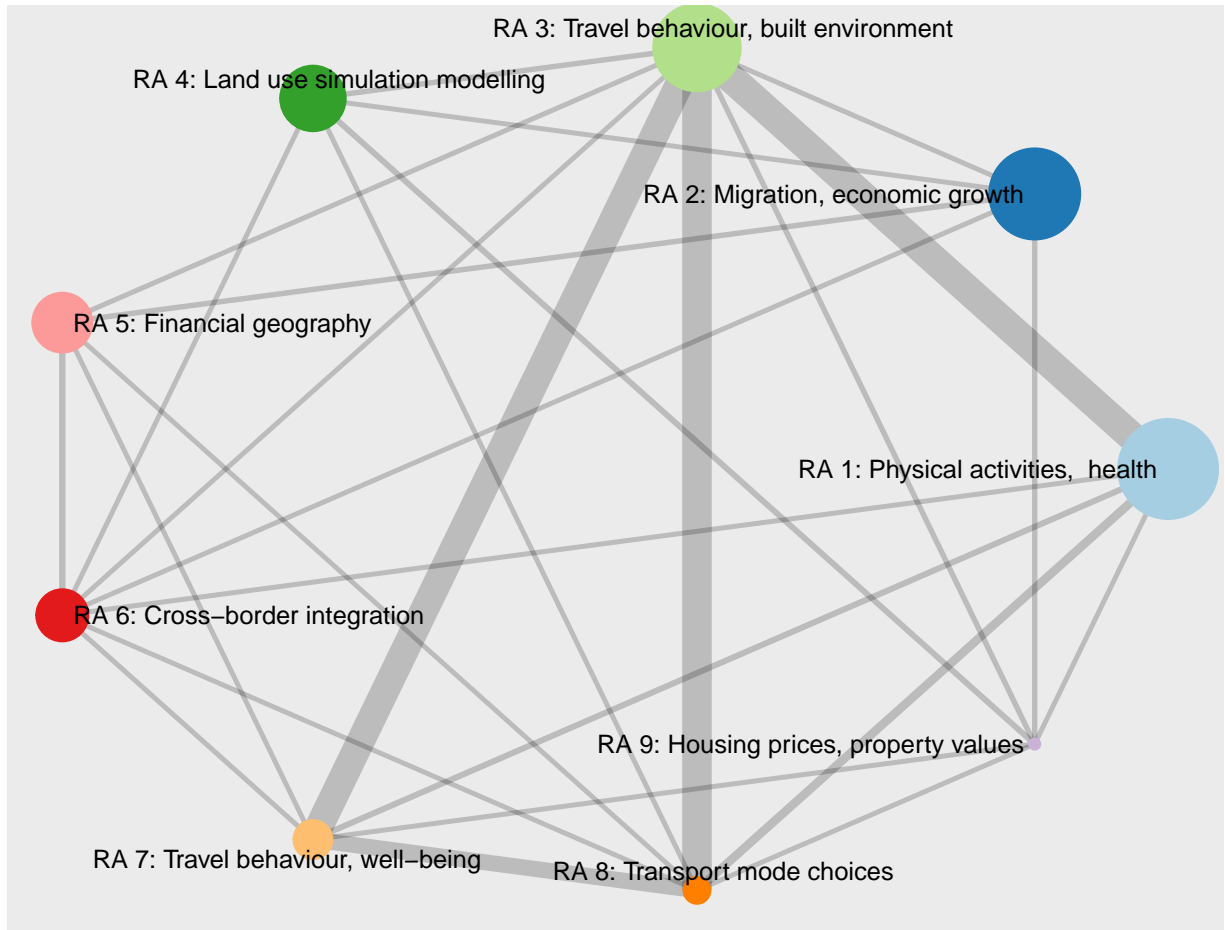 RA 3: Travel behaviour, built environment
RA 4: Land use simulation modelling
RA 2: Migration, economic growth
RA 5: Financial geography
RA 1: Physical activities,  health
RA 6: Cross−border integration
RA 9: Housing prices, property values
RA 7: Travel behaviour, well−being
RA 8: Transport mode choices